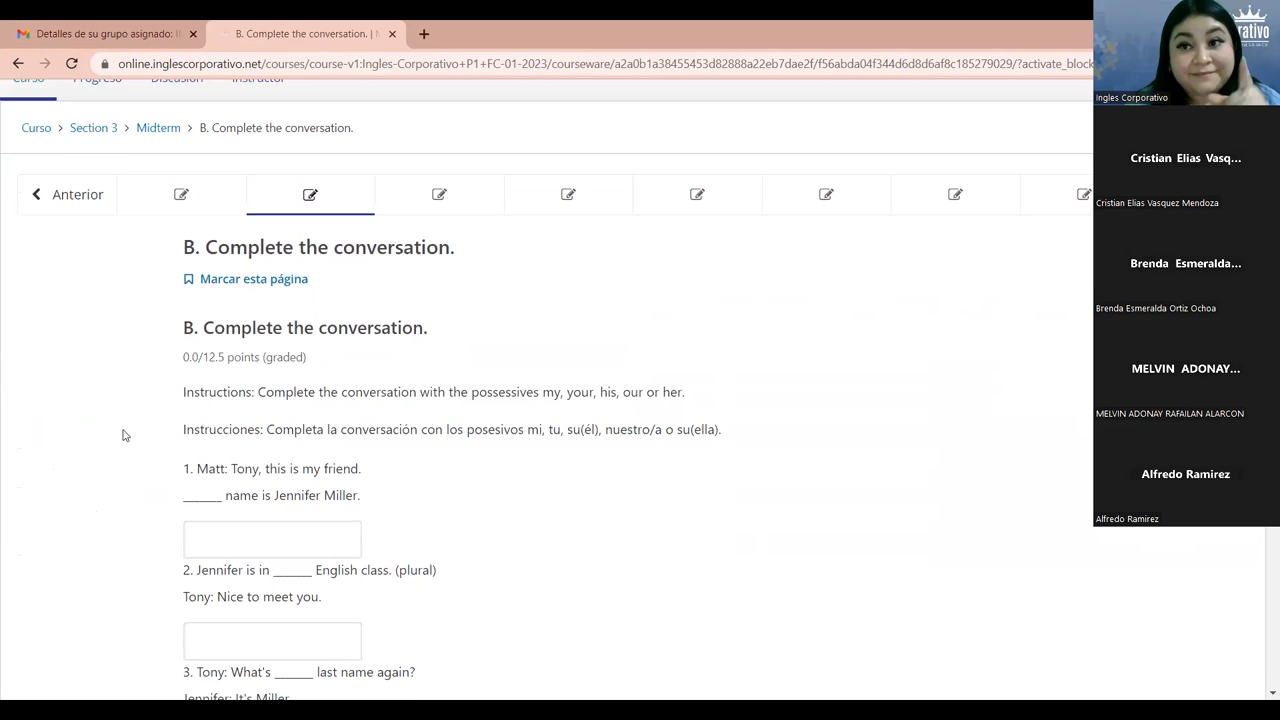 Detalles de su grupo asignado: I
B. Complete the conversation. |
online.inglescorporativo.net/courses/course-v1:Ingles-Corporativo+P1+FC-01-2023/courseware/a2a0b1a38455453d82888a22eb7dae2f/f56abda04f344d6d8d6af8c185279029/?activate_block
Curso Progreso Discusión Instructor
Curso > Section 3 > Midterm > B. Complete the conversation.
Anterior
B. Complete the conversation.
Marcar esta página
B. Complete the conversation.
0.0/12.5 points (graded)
Instructions: Complete the conversation with the possessives my, your, his, our or her.
Instrucciones: Completa la conversación con los posesivos mi, tu, su(él), nuestro/a o su(ella).
1. Matt: Tony, this is my friend.
______ name is Jennifer Miller.
2. Jennifer is in ______ English class. (plural)
Tony: Nice to meet you.
3. Tony: What's ______ last name again?
Jennifer: It's Miller.
rativo
Ingles Corporativo
Cristian Elias Vasq...
Cristian Elias Vasquez Mendoza
Brenda Esmeralda...
Brenda Esmeralda Ortiz Ochoa
MELVIN ADONAY...
MELVIN ADONAY RAFAILAN ALARCON
Alfredo Ramirez
Alfredo Ramirez